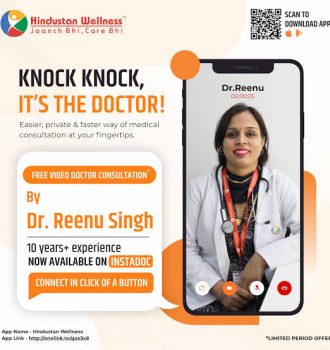 Hindustan Wellness™
Jaanch Bhi, Care Bhi
SCAN TO
DOWNLOAD APP
KNOCK KNOCK,
IT'S THE DOCTOR!
Easier, private & faster way of medical
consultation at your fingertips.
Dr.Reenu
00:00:25
FREE VIDEO DOCTOR CONSULTATION*
By
Dr. Reenu Singh
10 years+ experience
NOW AVAILABLE ON INSTADOC
CONNECT IN CLICK OF A BUTTON
App Name - Hindustan Wellness
*LIMITED PERIOD OFFER